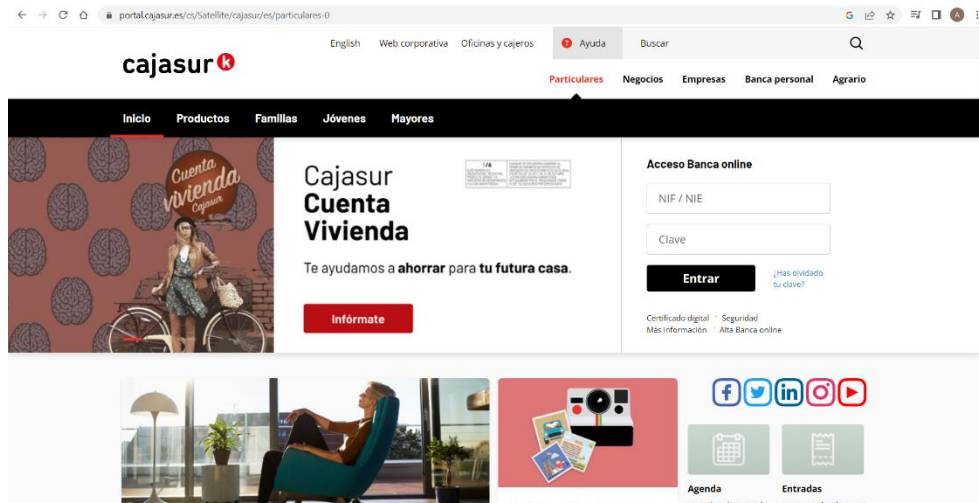 portal.cajasur.es/cs/Satellite/cajasur/es/particulares-0
English Web corporativa Oficinas y cajeros ? Ayuda Buscar
cajasur k
Particulares Negocios Empresas Banca personal Agrario
Inicio Productos Familias Jóvenes Mayores
Cuenta
vivienda
Cajasur
Cajasur
Cuenta
Vivienda
1/6
Te ayudamos a ahorrar para tu futura casa.
Infórmate
Acceso Banca online
NIF / NIE
Clave
Entrar
¿Has olvidado
tu clave?
Certificado digital Seguridad
Más información Alta Banca online
Agenda Entradas